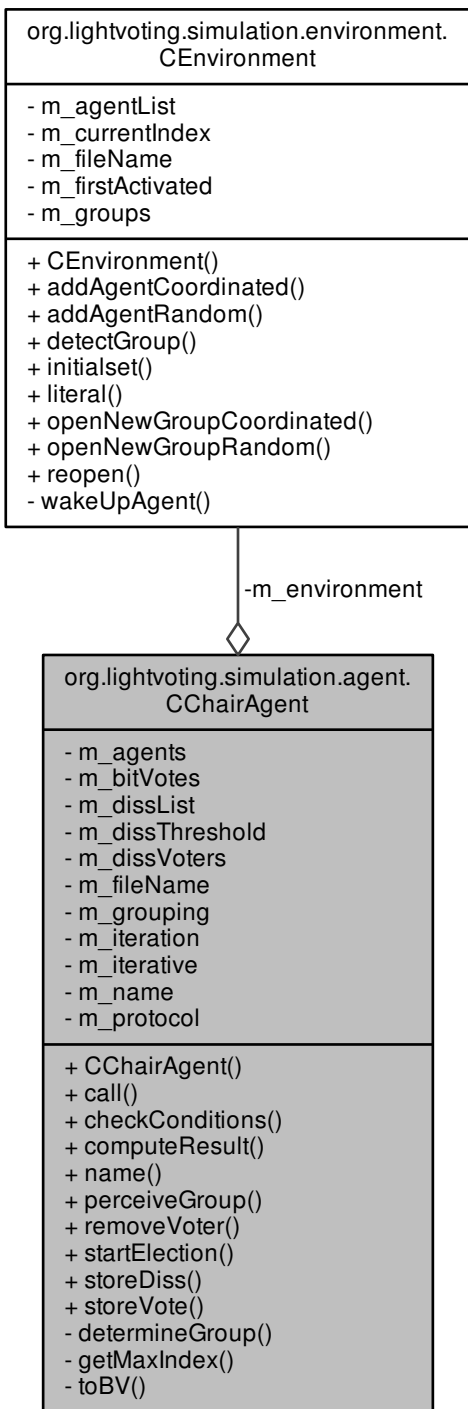 org.lightvoting.simulation.environment.
CEnvironment
- m_agentList
- m_currentIndex
- m_fileName
- m_firstActivated
- m_groups
+ CEnvironment()
+ addAgentCoordinated()
+ addAgentRandom()
+ detectGroup()
+ initialset()
+ literal()
+ openNewGroupCoordinated()
+ openNewGroupRandom()
+ reopen()
- wakeUpAgent()
-m_environment
org.lightvoting.simulation.agent.
CChairAgent
- m_agents
- m_bitVotes
- m_dissList
- m_dissThreshold
- m_dissVoters
- m_fileName
- m_grouping
- m_iteration
- m_iterative
- m_name
- m_protocol
+ CChairAgent()
+ call()
+ checkConditions()
+ computeResult()
+ name()
+ perceiveGroup()
+ removeVoter()
+ startElection()
+ storeDiss()
+ storeVote()
- determineGroup()
- getMaxIndex()
- toBV()